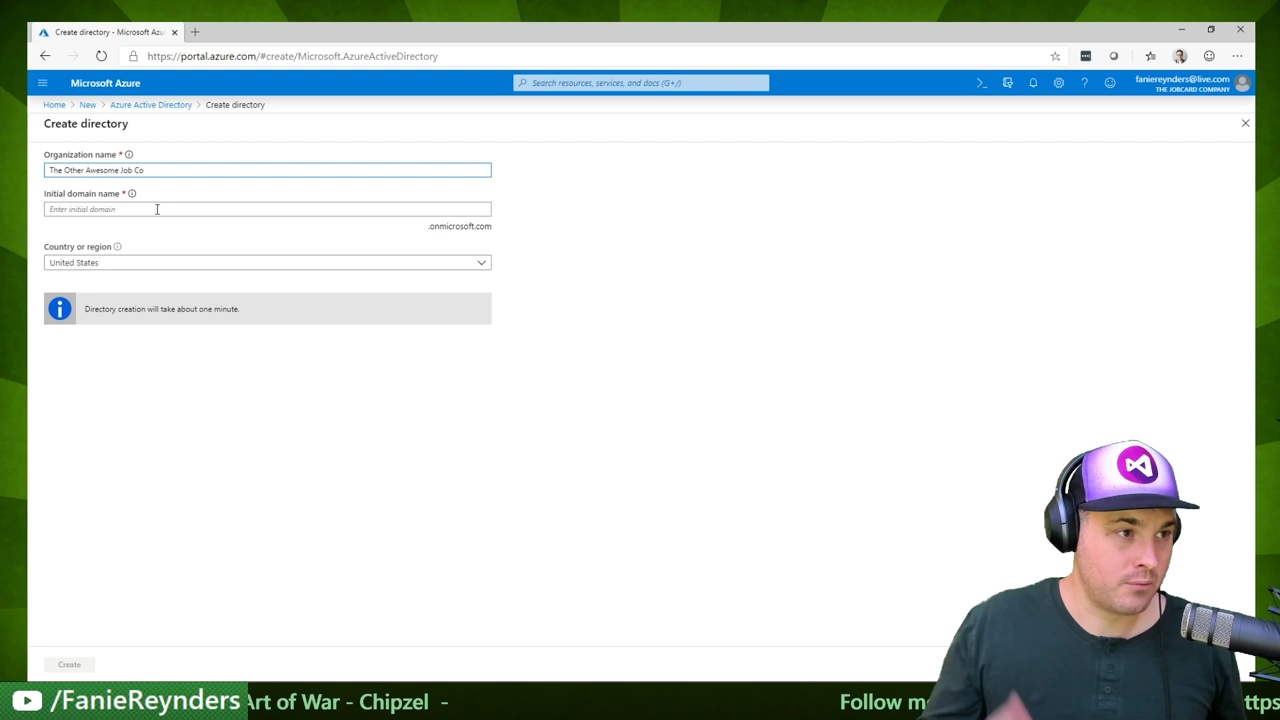 Create directory - Microsoft Azu
https://portal.azure.com/#create/Microsoft.AzureActiveDirectory
Microsoft Azure
Search resources, services, and docs (G+/)
faniereynders@live.com
THE JOBCARD COMPANY
Home > New > Azure Active Directory > Create directory
Create directory
Organization name *
The Other Awesome Job Co
Initial domain name *
Enter initial domain
.onmicrosoft.com
Country or region
United States
Directory creation will take about one minute.
Create
/FanieReynders
Art of War - Chipzel -
Follow m
https